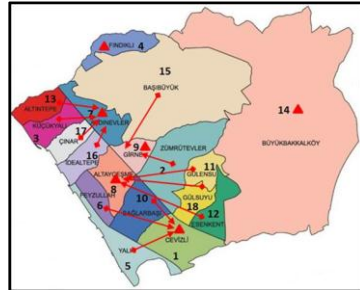 FINDIKLI 4
15
BAŞIBÜYÜK
14
BÜYÜKBAKKALKÖY
13
ALTINTEPE
7
AYDINEVLER
KÜÇÜKYALI
3
17
ÇINAR
16
İDEALTEPE
9
GİRNE
ZÜMRÜTEVLER
2
11
GÜLENSU
ALTAYÇEŞME
8
GÜLSUYU
18
12
ESENKENT
FEYZULLAH
6
10
BAĞLARBAŞI
CEVİZLİ
YALI
5
1